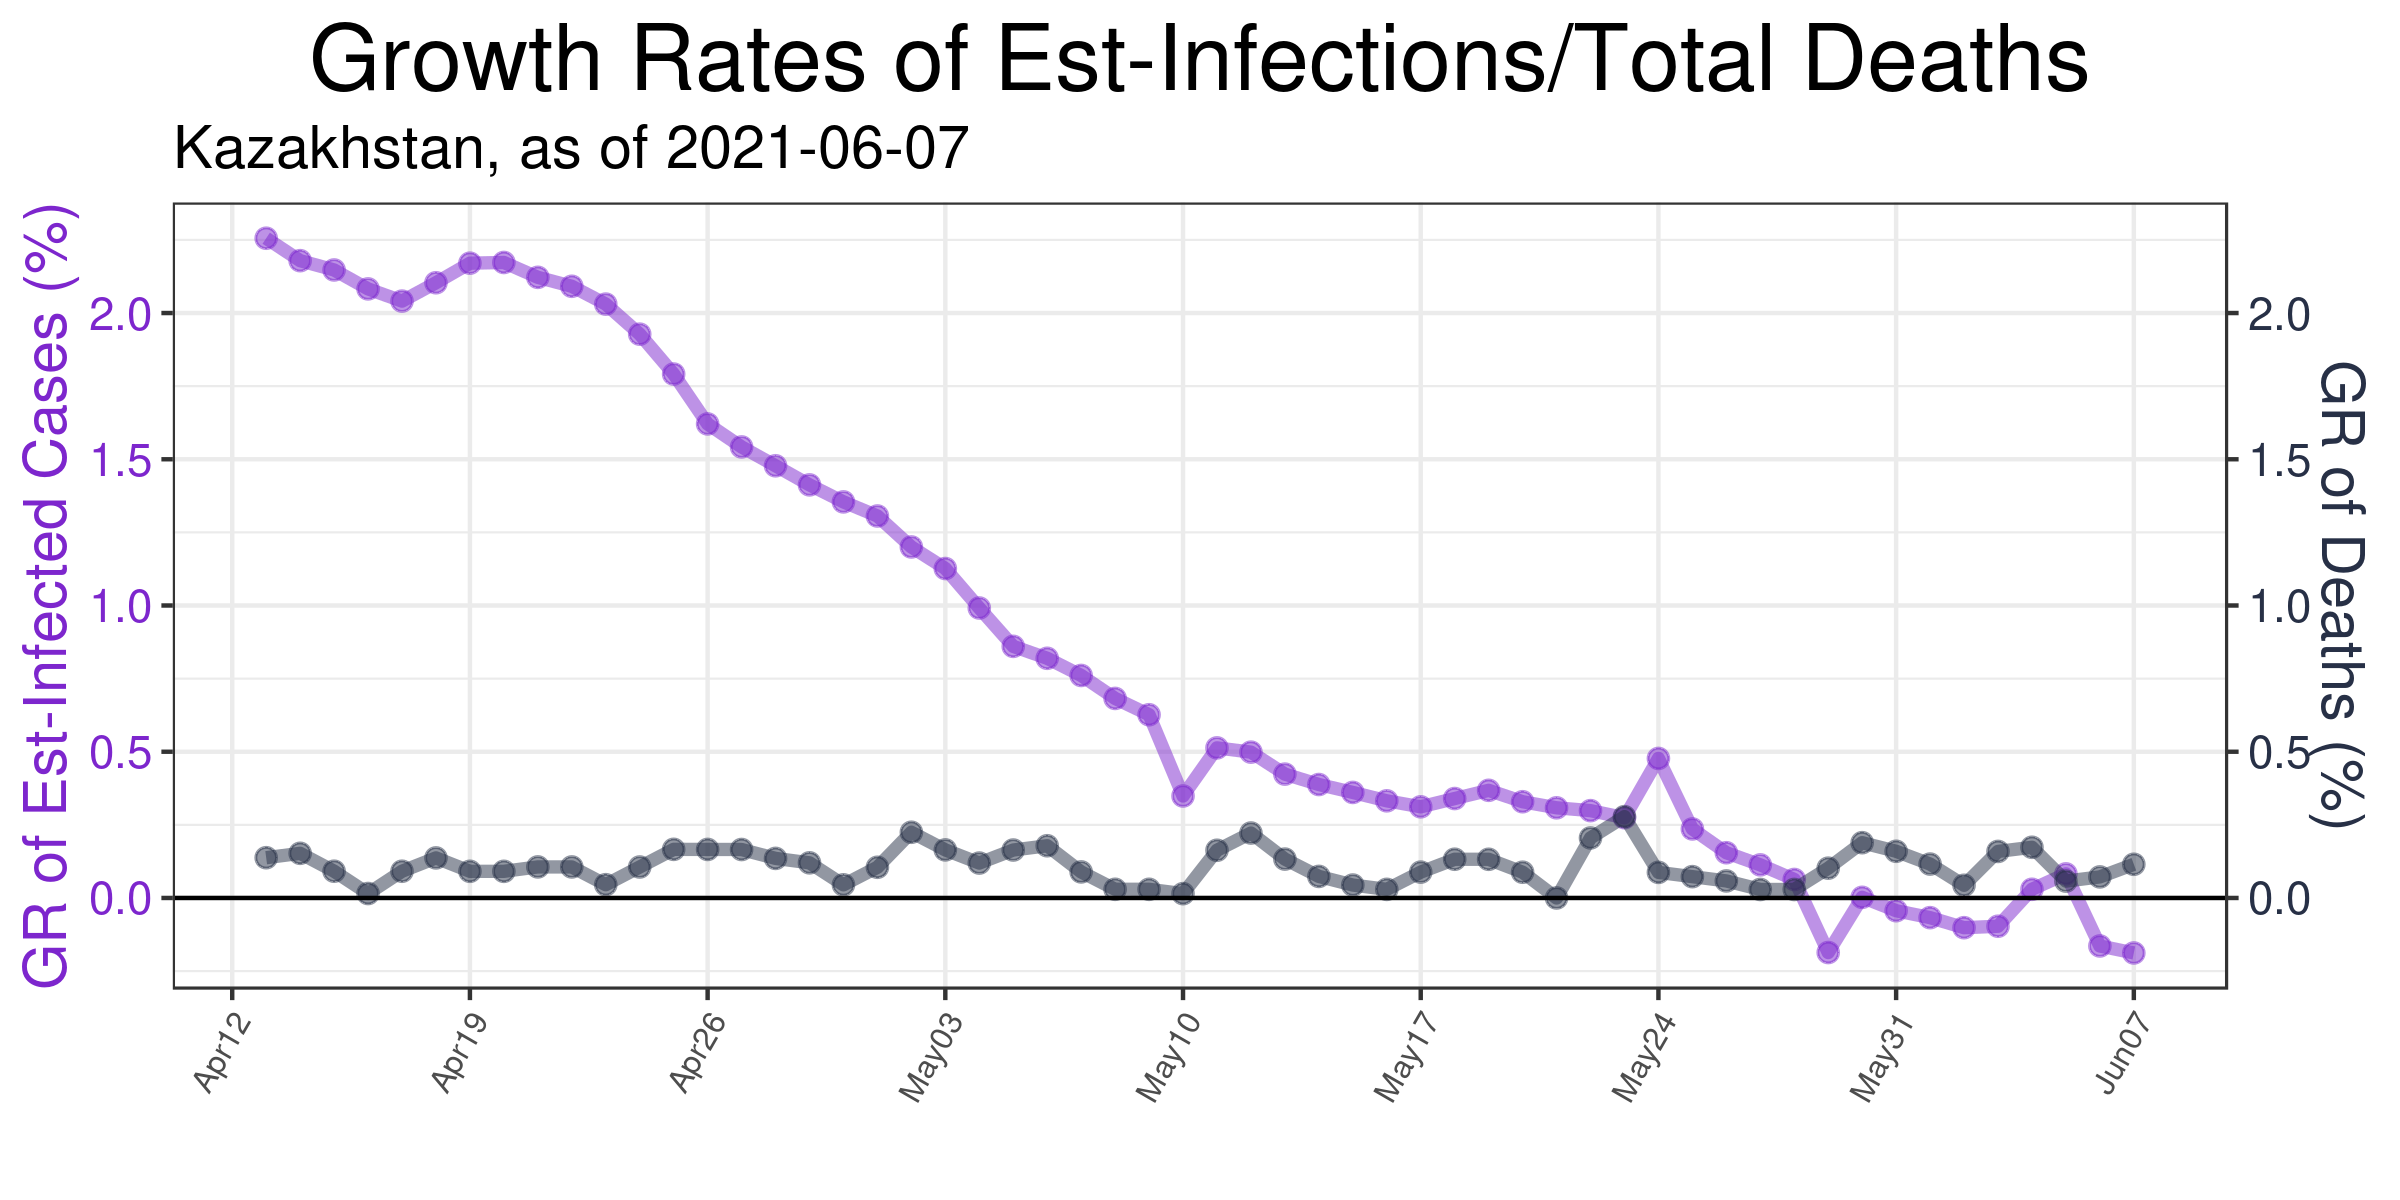 Growth Rates of Est-Infections/Total Deaths
Kazakhstan, as of 2021-06-07
GR of Est-Infected Cases (%)
2.0
1.5
1.0
0.5
0.0
2.0
1.5
1.0
0.5
0.0
GR of Deaths (%)
Apr12
Apr19
Apr26
May03
May10
May17
May24
May31
Jun07